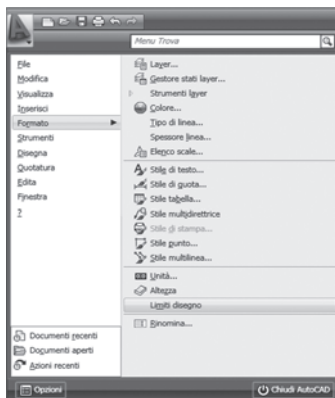 Menu Trova
File
Modifica
Visualizza
Inserisci
Formato
Strumenti
Disegna
Quotatura
Edita
Finestra
?
Layer...
Gestore stati layer...
Strumenti layer
Colore...
Tipo di linea...
Spessore linea...
Elenco scale...
Stile di testo...
Stile di quota...
Stile tabella...
Stile multidirettrice
Stile di stampa...
Stile punto...
Stile multilinea...
Unità...
Altezza
Limiti disegno
Rinomina...
Documenti recenti
Documenti aperti
Azioni recenti
Opzioni
Chiudi AutoCAD